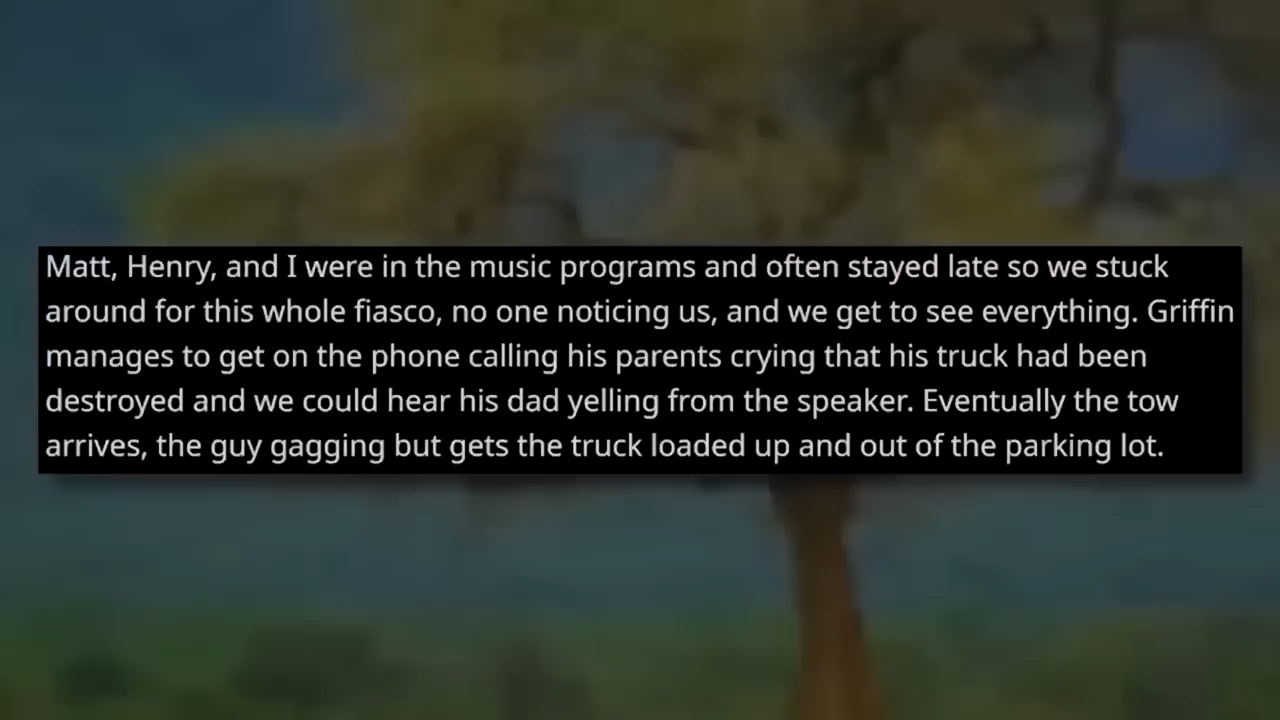 Matt, Henry, and I were in the music programs and often stayed late so we stuck
around for this whole fiasco, no one noticing us, and we get to see everything. Griffin
manages to get on the phone calling his parents crying that his truck had been
destroyed and we could hear his dad yelling from the speaker. Eventually the tow
arrives, the guy gagging but gets the truck loaded up and out of the parking lot.